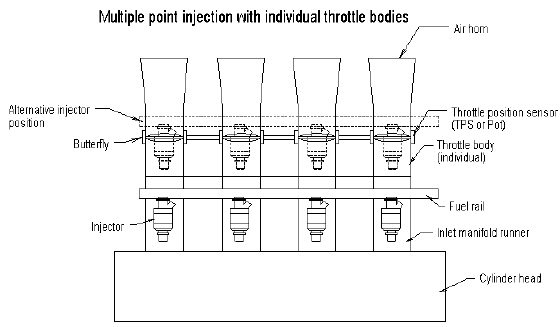 Multiple point injection with individual throttle bodies
Air horn
Alternative injector
position
Throttle position sensor
(TPS or Pot)
Butterfly
Throttle body
(individual)
Fuel rail
Injector
Inlet manifold runner
Cylinder head